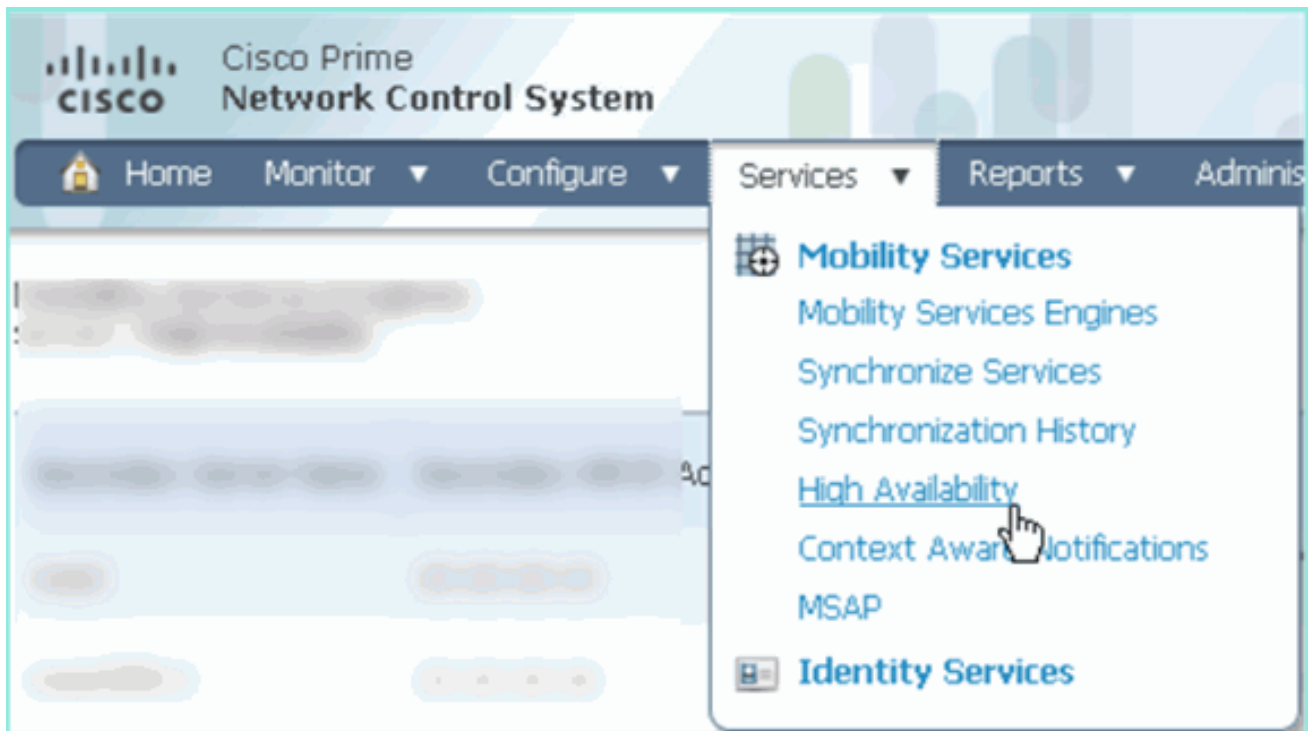 CISCO
Cisco Prime
Network Control System
Home Monitor Configure Services Reports
Mobility Services
Mobility Services Engines
Synchronize Services
Synchronization History
High Availability
Context Aware Notifications
MSAP
Identity Services